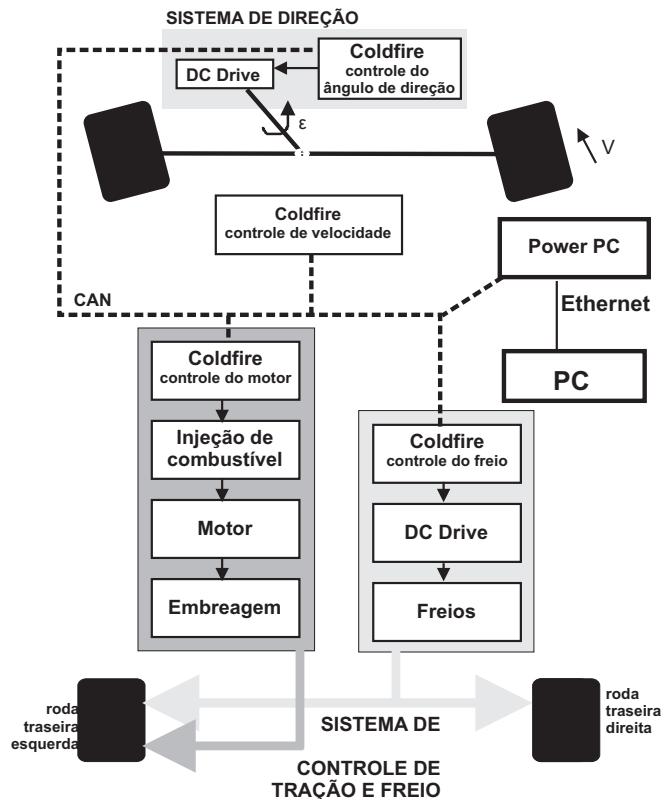 SISTEMA DE DIREÇÃO
Coldfire
controle do
ângulo de direção
DC Drive
ε
V
Coldfire
controle de velocidade
Power PC
CAN
Ethernet
PC
Coldfire
controle do motor
Injeção de
combustível
Motor
Embreagem
Coldfire
controle do freio
DC Drive
Freios
roda
traseira
esquerda
roda
traseira
direita
SISTEMA DE
CONTROLE DE
TRAÇÃO E FREIO